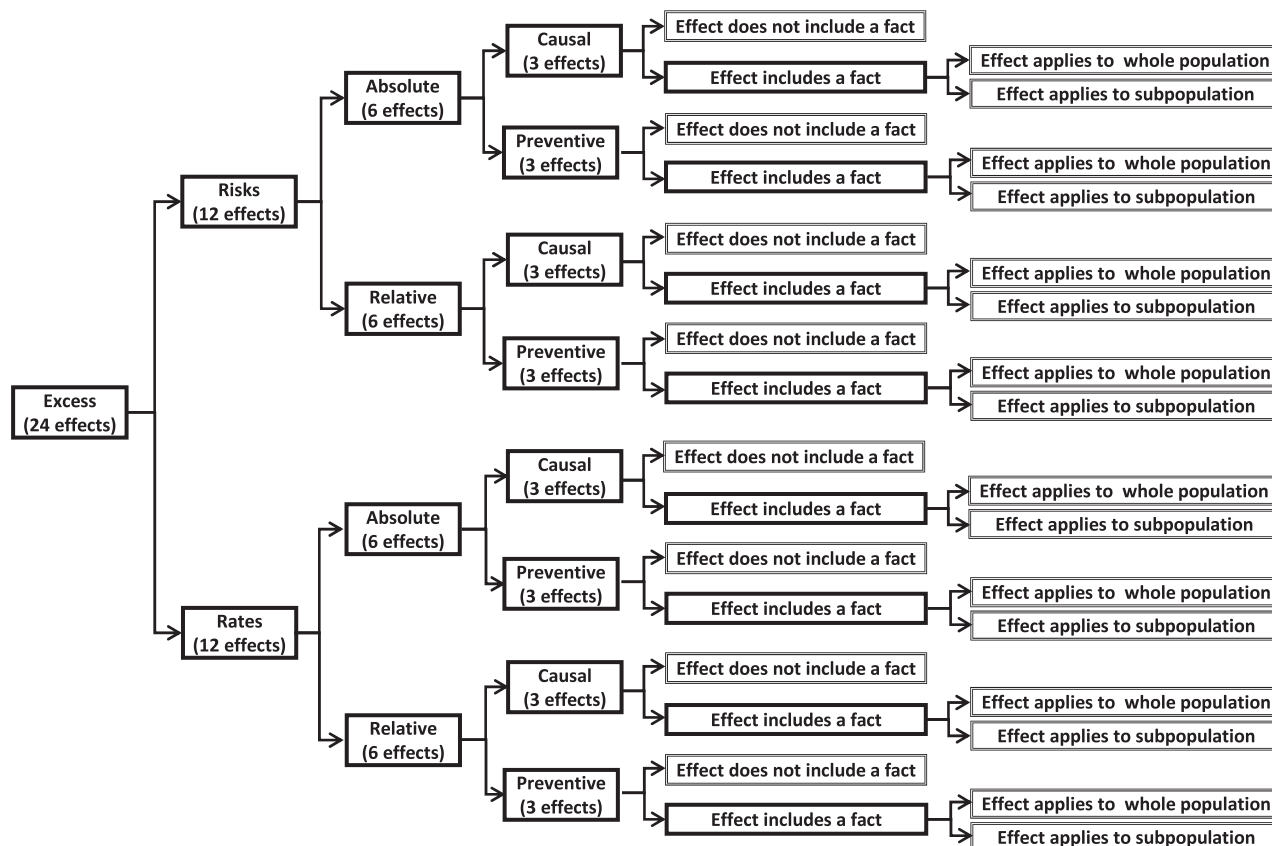 Excess
(24 effects)
Risks
(12 effects)
Absolute
(6 effects)
Causal
(3 effects)
Effect does not include a fact
Effect includes a fact
Effect applies to whole population
Effect applies to subpopulation
Preventive
(3 effects)
Effect does not include a fact
Effect includes a fact
Effect applies to whole population
Effect applies to subpopulation
Relative
(6 effects)
Causal
(3 effects)
Effect does not include a fact
Effect includes a fact
Effect applies to whole population
Effect applies to subpopulation
Preventive
(3 effects)
Effect does not include a fact
Effect includes a fact
Effect applies to whole population
Effect applies to subpopulation
Rates
(12 effects)
Absolute
(6 effects)
Causal
(3 effects)
Effect does not include a fact
Effect includes a fact
Effect applies to whole population
Effect applies to subpopulation
Preventive
(3 effects)
Effect does not include a fact
Effect includes a fact
Effect applies to whole population
Effect applies to subpopulation
Relative
(6 effects)
Causal
(3 effects)
Effect does not include a fact
Effect includes a fact
Effect applies to whole population
Effect applies to subpopulation
Preventive
(3 effects)
Effect does not include a fact
Effect includes a fact
Effect applies to whole population
Effect applies to subpopulation